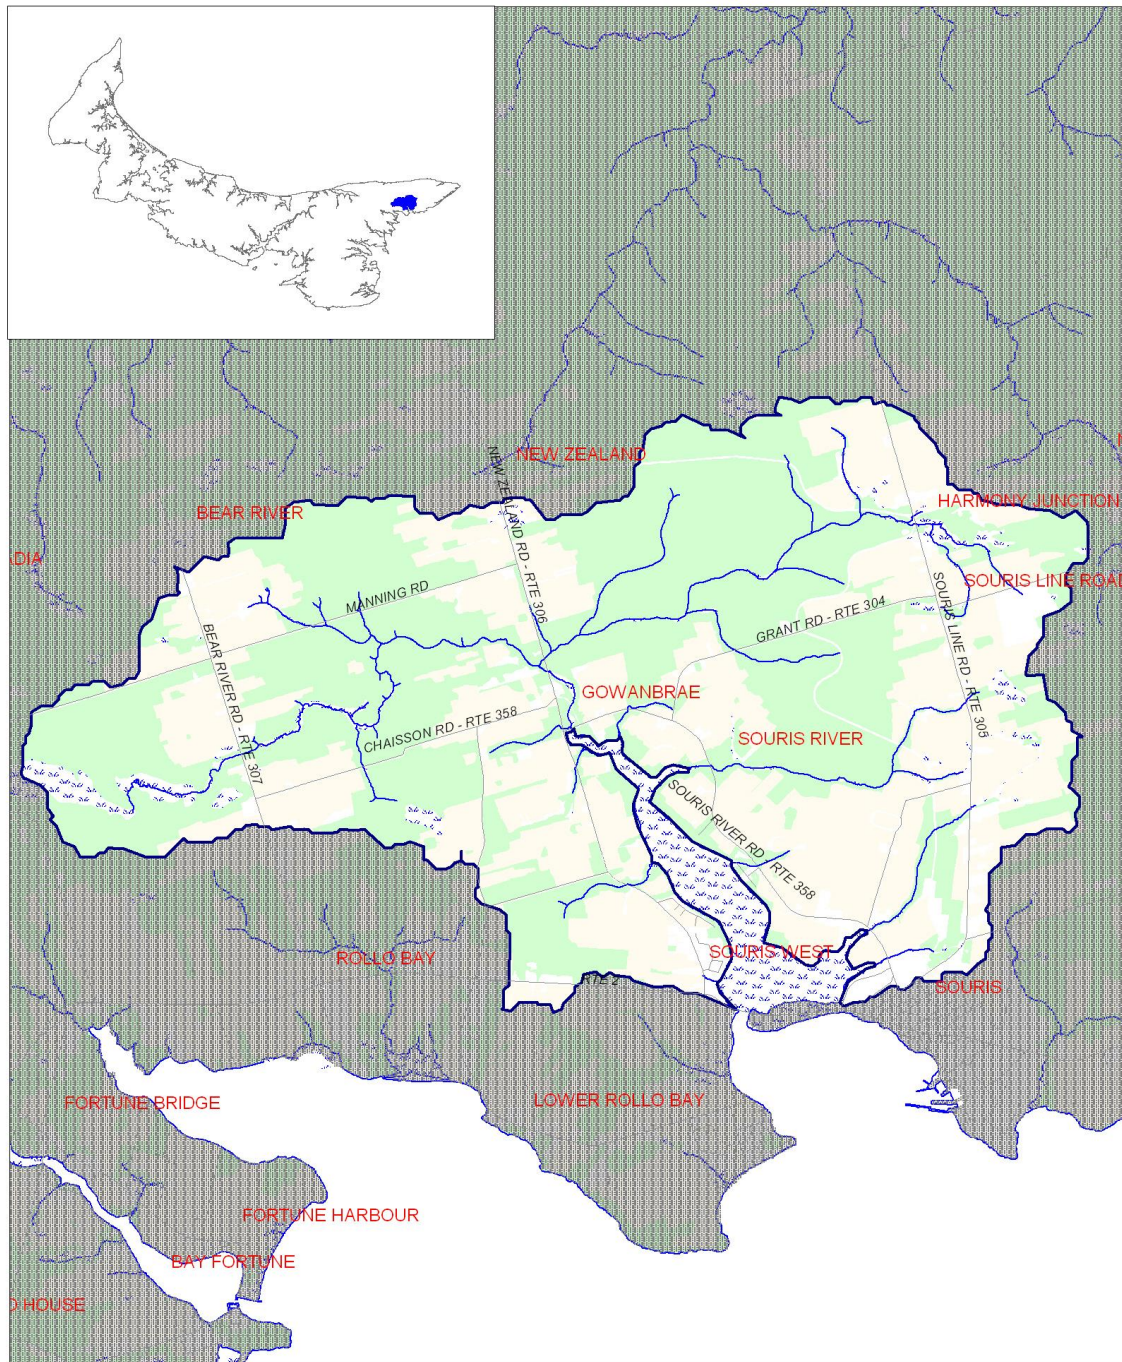 NEW ZEALAND
NEW ZEALAND RD - RTE 306
HARMONY JUNCTION
BEAR RIVER
ADIA
SOURIS LINE ROAD
MANNING RD
GRANT RD - RTE 304
SOURIS LINE RD - RTE 305
BEAR RIVER RD - RTE 307
GOWANBRAE
CHAISSON RD - RTE 358
SOURIS RIVER
SOURIS RIVER RD - RTE 358
ROLLO BAY
SOURIS WEST
RTE 2
SOURIS
FORTUNE BRIDGE
LOWER ROLLO BAY
FORTUNE HARBOUR
BAY FORTUNE
HOUSE